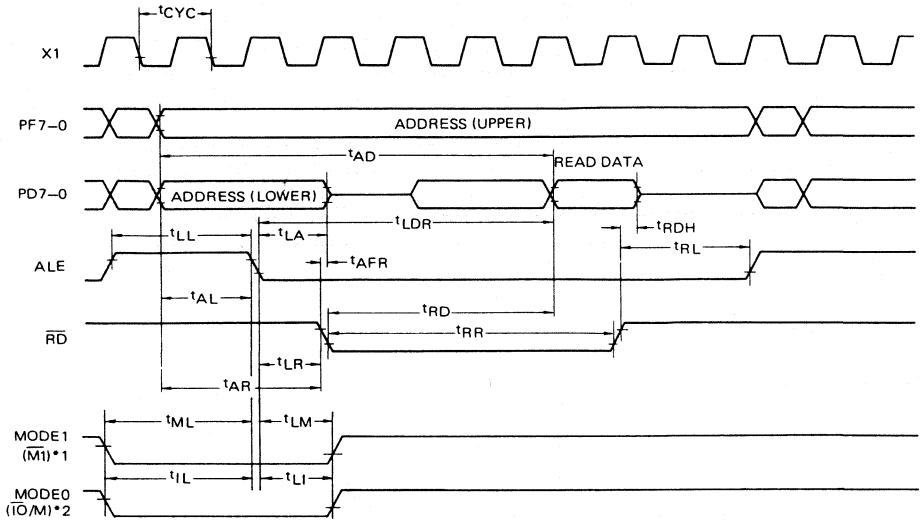 tCYC
X1
PF7–0
ADDRESS (UPPER)
tAD
READ DATA
PD7–0
ADDRESS (LOWER)
tLDR
tRDH
tLL
tLA
tRL
ALE
tAFR
tAL
tRD
tRR
RD
tLR
tAR
tML
tLM
MODE1
(M1)*1
tIL
tLI
MODE0
(IO/M)*2